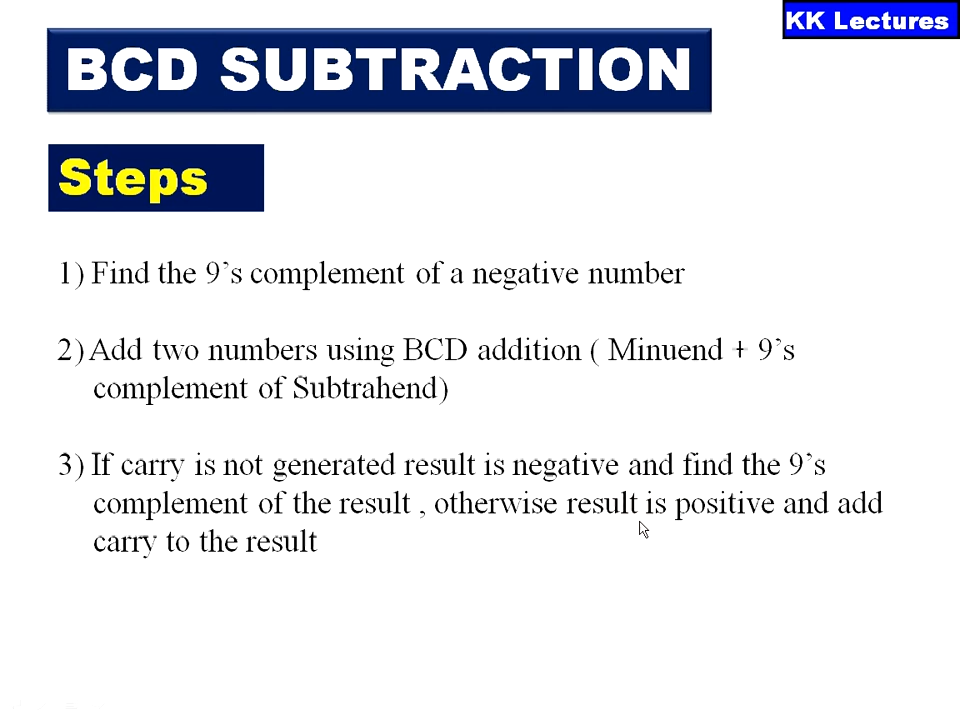 KK Lectures
BCD SUBTRACTION
Steps
1) Find the 9’s complement of a negative number
2) Add two numbers using BCD addition ( Minuend + 9’s
complement of Subtrahend)
3) If carry is not generated result is negative and find the 9’s
complement of the result , otherwise result is positive and add
carry to the result